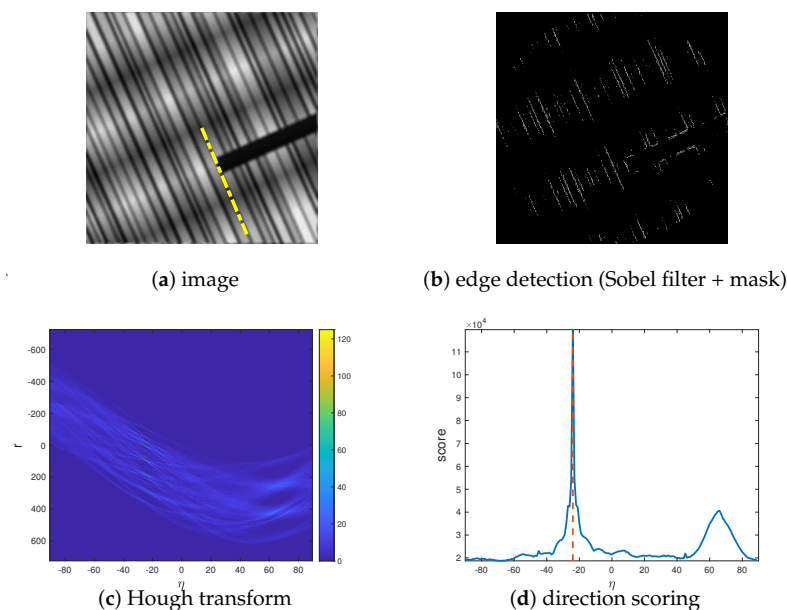 (a) image
(b) edge detection (Sobel filter + mask)
-600
-400
-200
0
200
400
600
r
-80 -60 -40 -20 0 20 40 60 80
η
120
100
80
60
40
20
0
(c) Hough transform
×10⁴
11
10
9
8
7
6
5
4
3
2
score
-80 -60 -40 -20 0 20 40 60 80
η
(d) direction scoring